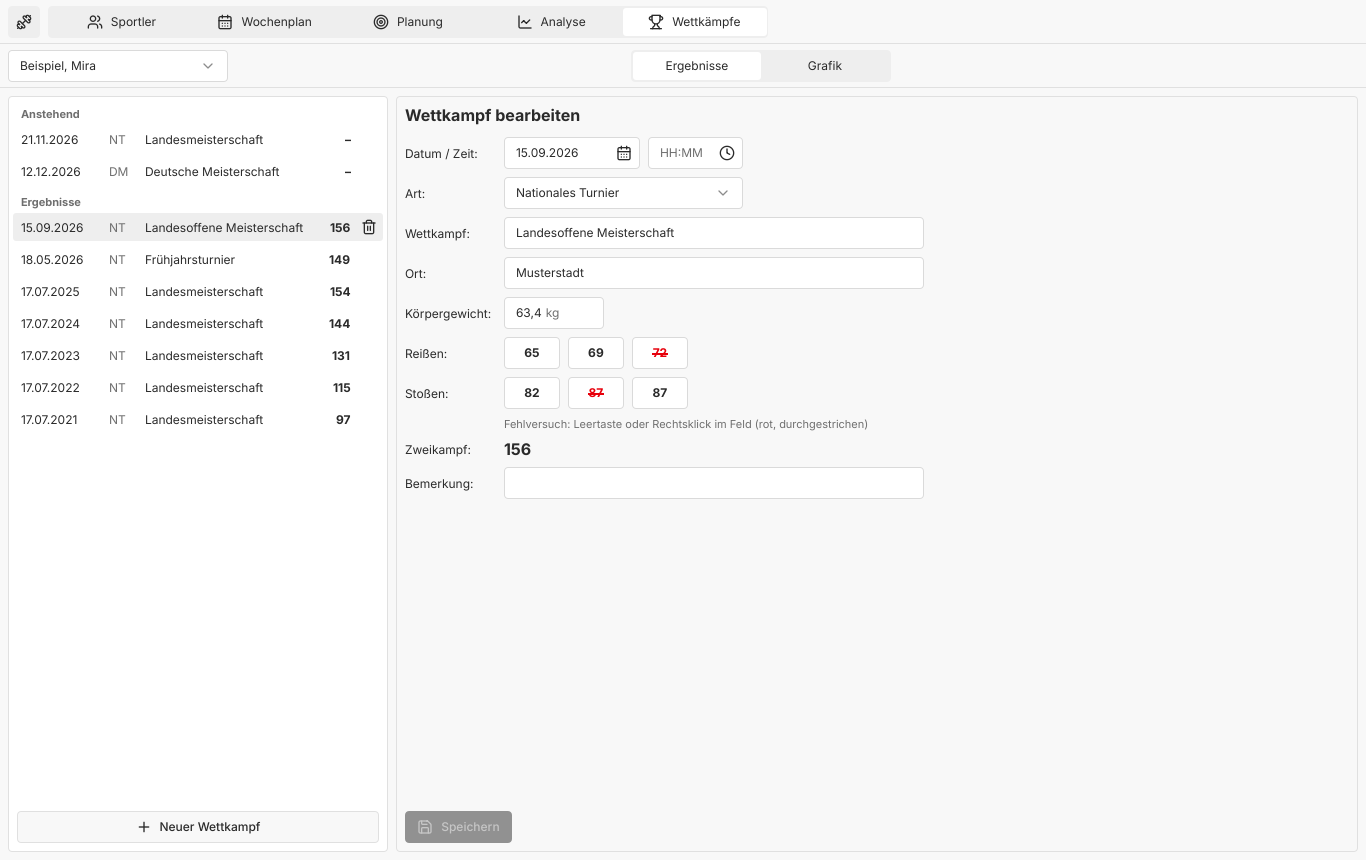 Sportler Wochenplan Planung Analyse Wettkämpfe
Beispiel, Mira
Ergebnisse Grafik
Anstehend
21.11.2026 NT Landesmeisterschaft –
12.12.2026 DM Deutsche Meisterschaft –
Ergebnisse
15.09.2026 NT Landesoffene Meisterschaft 156
18.05.2026 NT Frühjahrsturnier 149
17.07.2025 NT Landesmeisterschaft 154
17.07.2024 NT Landesmeisterschaft 144
17.07.2023 NT Landesmeisterschaft 131
17.07.2022 NT Landesmeisterschaft 115
17.07.2021 NT Landesmeisterschaft 97
Neuer Wettkampf
Wettkampf bearbeiten
Datum / Zeit: 15.09.2026 HH:MM
Art: Nationales Turnier
Wettkampf: Landesoffene Meisterschaft
Ort: Musterstadt
Körpergewicht: 63,4 kg
Reißen: 65 69 72
Stoßen: 82 87 87
Fehlversuch: Leertaste oder Rechtsklick im Feld (rot, durchgestrichen)
Zweikampf: 156
Bemerkung:
Speichern